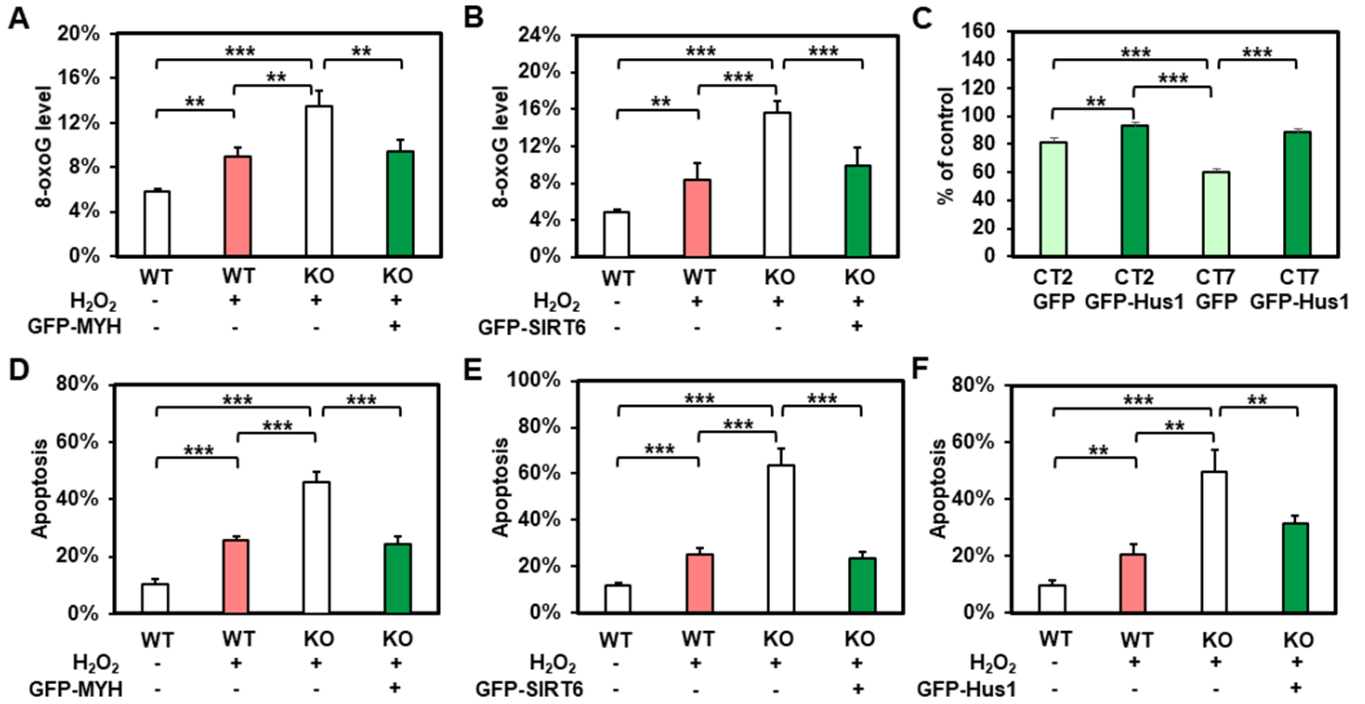 A
20%
16%
12%
8%
4%
0%
8-oxoG level
***
**
**
**
WT WT KO KO
H₂O₂ - + + +
GFP-MYH - - - +
B
24%
20%
16%
12%
8%
4%
0%
8-oxoG level
***
***
***
**
WT WT KO KO
H₂O₂ - + + +
GFP-SIRT6 - - - +
C
160
140
120
100
80
60
40
20
0
% of control
***
***
***
**
CT2 CT2 CT7 CT7
GFP GFP-Hus1 GFP GFP-Hus1
D
80%
60%
40%
20%
0%
Apoptosis
***
***
***
***
WT WT KO KO
H₂O₂ - + + +
GFP-MYH - - - +
E
100%
80%
60%
40%
20%
0%
Apoptosis
***
***
***
***
WT WT KO KO
H₂O₂ - + + +
GFP-SIRT6 - - - +
F
80%
60%
40%
20%
0%
Apoptosis
***
**
**
**
WT WT KO KO
H₂O₂ - + + +
GFP-Hus1 - - - +